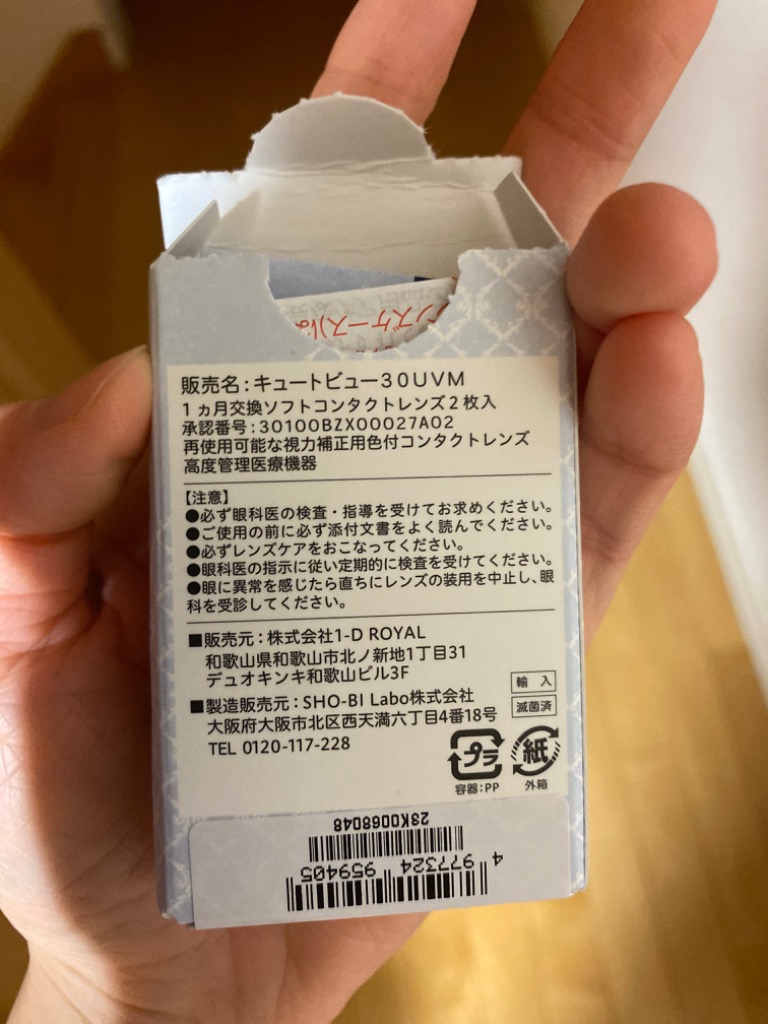 ンズケース)は
販売名:キュートビュー30UVM
1ヵ月交換ソフトコンタクトレンズ2枚入
承認番号:30100BZX00027A02
再使用可能な視力補正用色付コンタクトレンズ
高度管理医療機器
【注意】
●必ず眼科医の検査・指導を受けてお求めください。
●ご使用の前に必ず添付文書をよく読んでください。
●必ずレンズケアをおこなってください。
●眼科医の指示に従い定期的に検査を受けてください。
●眼に異常を感じたら直ちにレンズの装用を中止し、眼
科を受診してください。
■販売元:株式会社1-D ROYAL
和歌山県和歌山市北ノ新地1丁目31
デュオキンキ和歌山ビル3F
■製造販売元:SHO-BI Labo株式会社
大阪府大阪市北区西天満六丁目4番18号
TEL 0120-117-228
輸入
滅菌済
プラ
容器:PP
紙
外箱
28K0068048
4 977324 959405